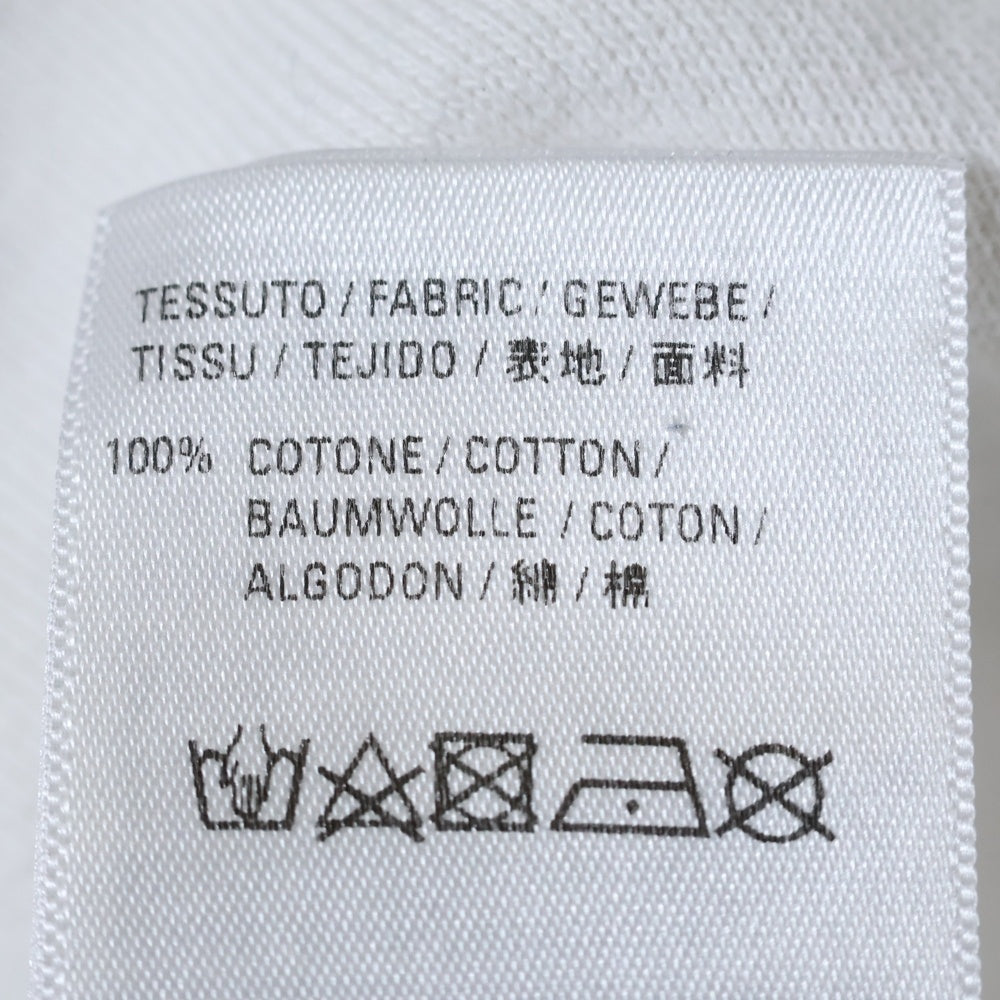 TESSUTO / FABRIC / GEWEBE /
TISSU / TEJIDO / 表地 / 面料
100% COTONE / COTTON /
BAUMWOLLE / COTON /
ALGODON / 綿 / 棉